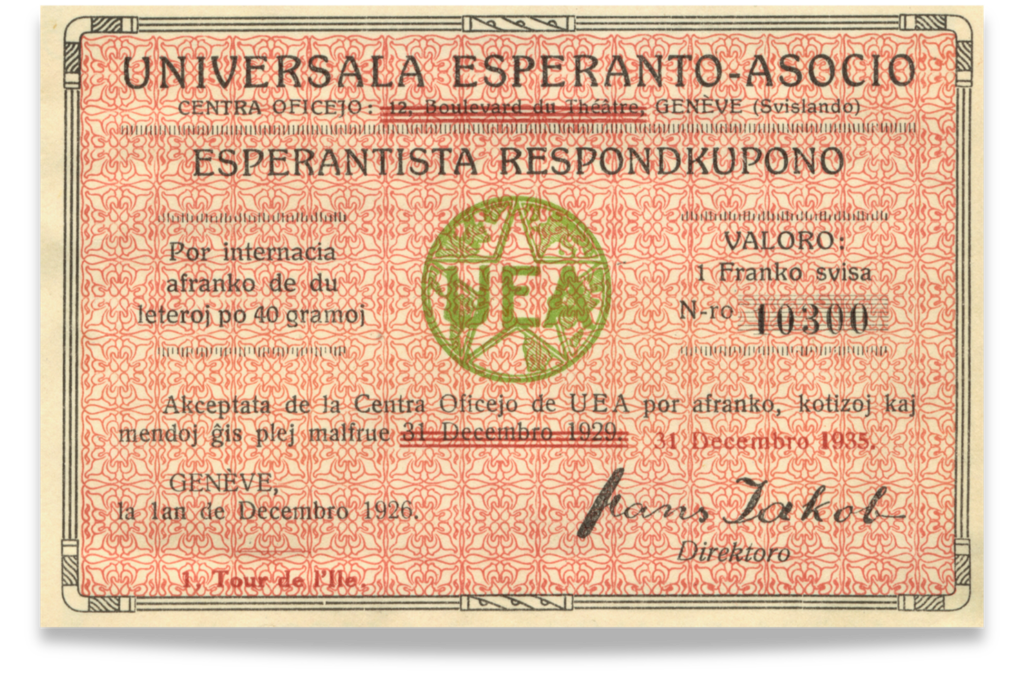 UNIVERSALA ESPERANTO-ASOCIO
CENTRA OFICEJO: 12, Boulevard du Théâtre, GENÈVE (Svislando)
ESPERANTISTA RESPONDKUPONO
Por internacia
afranko de du
leteroj po 40 gramoj
UEA
VALORO:
1 Franko svisa
N-ro 10300
Akceptata de la Centra Oficejo de UEA por afranko, kotizoj kaj
mendoj ĝis plej malfrue 31 Decembro 1929. 31 Decembro 1935.
GENÈVE,
la 1an de Decembro 1926.
Hans Jakob
Direktoro
1, Tour de l'Ile.